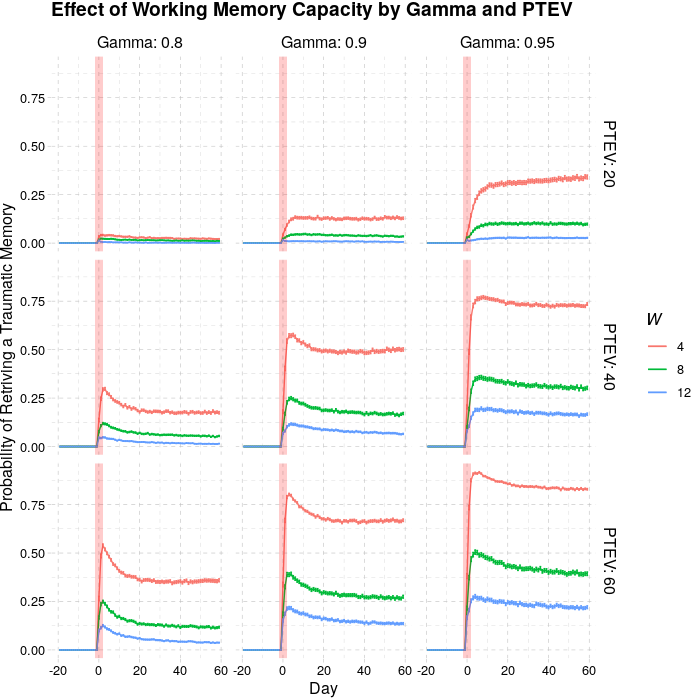 Effect of Working Memory Capacity by Gamma and PTEV
Gamma: 0.8 Gamma: 0.9 Gamma: 0.95
Probability of Retriving a Traumatic Memory
0.75
0.50
0.25
0.00
PTEV: 20
0.75
0.50
0.25
0.00
PTEV: 40
0.75
0.50
0.25
0.00
PTEV: 60
-20 0 20 40 60 -20 0 20 40 60 -20 0 20 40 60
Day
W
4
8
12